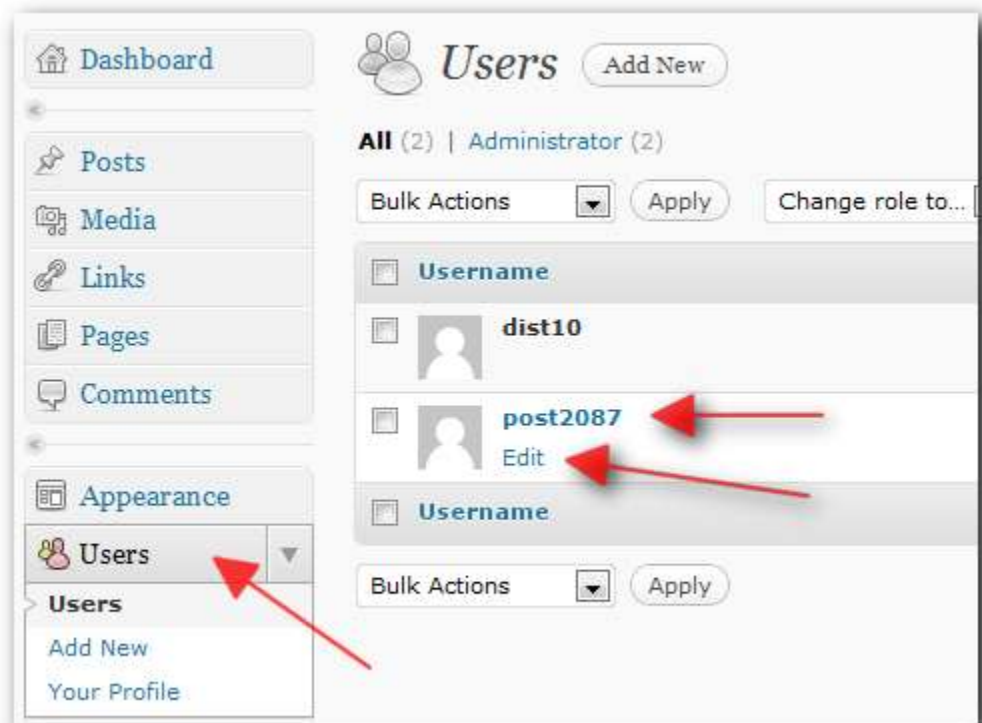 Dashboard
Posts
Media
Links
Pages
Comments
Appearance
Users
Users
Add New
Your Profile
Users Add New
All (2) | Administrator (2)
Bulk Actions Apply Change role to...
Username
dist10
post2087
Edit
Username
Bulk Actions Apply